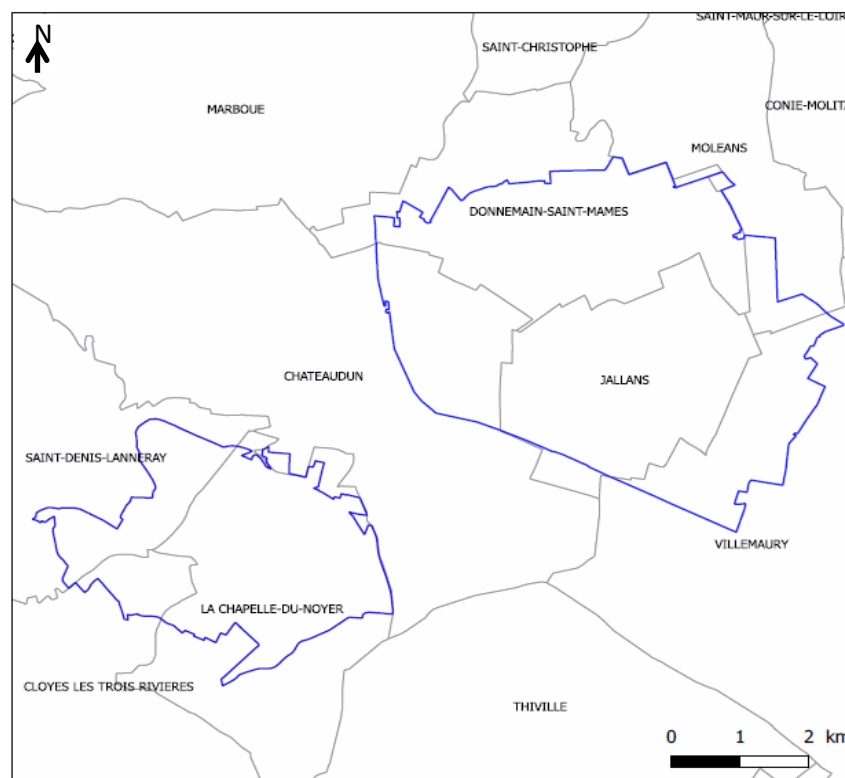 SAINT-MAUR-SUR-LE-LOIR
N
SAINT-CHRISTOPHE
MARBOUE
CONIE-MOLITA
MOLEANS
DONNEMAIN-SAINT-MAMES
CHATEAUDUN
JALLANS
SAINT-DENIS-LANNERAY
VILLEMAURY
LA CHAPELLE-DU-NOYER
CLOYES LES TROIS RIVIERES
THIVILLE
0 1 2 km